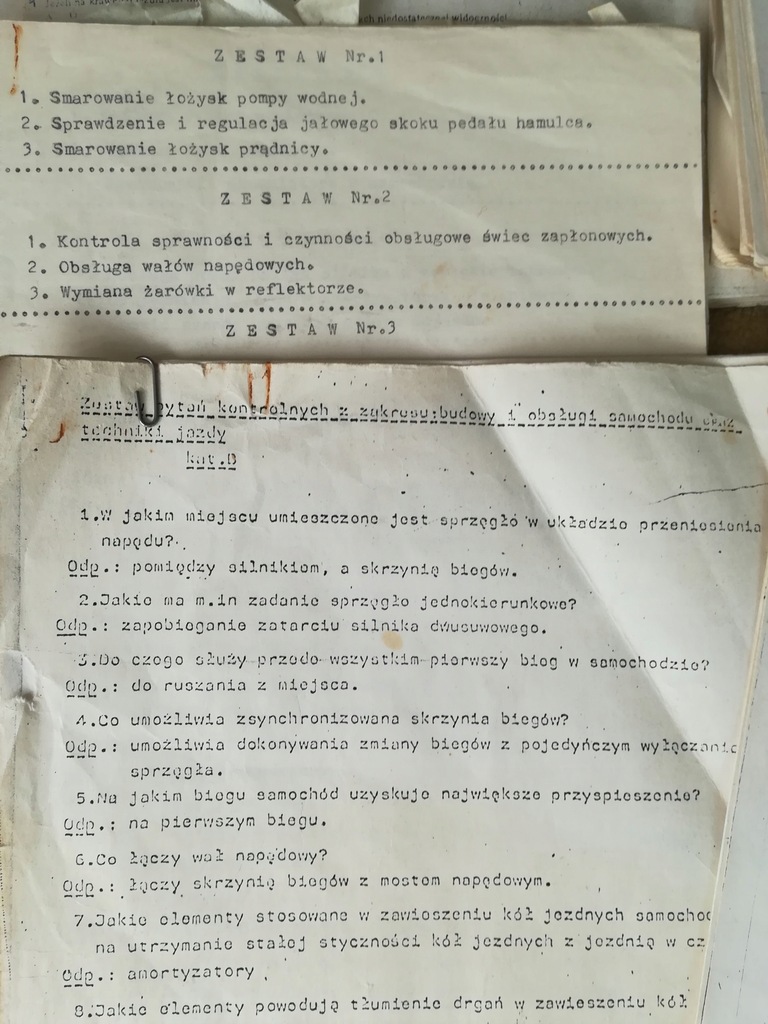 ch niedostatecznej widoczności
Z E S T A W Nr.1
1. Smarowanie łożysk pompy wodnej.
2. Sprawdzenie i regulacja jałowego skoku pedału hamulca.
3. Smarowanie łożysk prądnicy.
Z E S T A W Nr.2
1. Kontrola sprawności i czynności obsługowe świec zapłonowych.
2. Obsługa wałów napędowych.
3. Wymiana żarówki w reflektorze.
Z E S T A W Nr.3
Zestaw pytań kontrolnych z zakresu:budowy i obsługi samochodu oraz
techniki jazdy
kat.B
1.W jakim miejscu umieszczone jest sprzęgło w układzie przeniesienia
napędu?
Odp.: pomiędzy silnikiem, a skrzynią biegów.
2.Jakie ma m.in zadanie sprzęgło jednokierunkowe?
Odp.: zapobieganie zatarciu silnika dwusuwowego.
3.Do czego służy przede wszystkim pierwszy bieg w samochodzie?
Odp.: do ruszania z miejsca.
4.Co umożliwia zsynchronizowana skrzynia biegów?
Odp.: umożliwia dokonywania zmiany biegów z pojedyńczym wyłączanie
sprzęgła.
5.Na jakim biegu samochód uzyskuje największe przyspieszenie?
Odp.: na pierwszym biegu.
6.Co łączy wał napędowy?
Odp.: łączy skrzynię biegów z mostem napędowym.
7.Jakie elementy stosowane w zawieszeniu kół jezdnych samochod
na utrzymanie stałej styczności kół jezdnych z jezdnią w cz
Odp.: amortyzatory.
8.Jakie elementy powodują tłumienie drgań w zawieszeniu kół